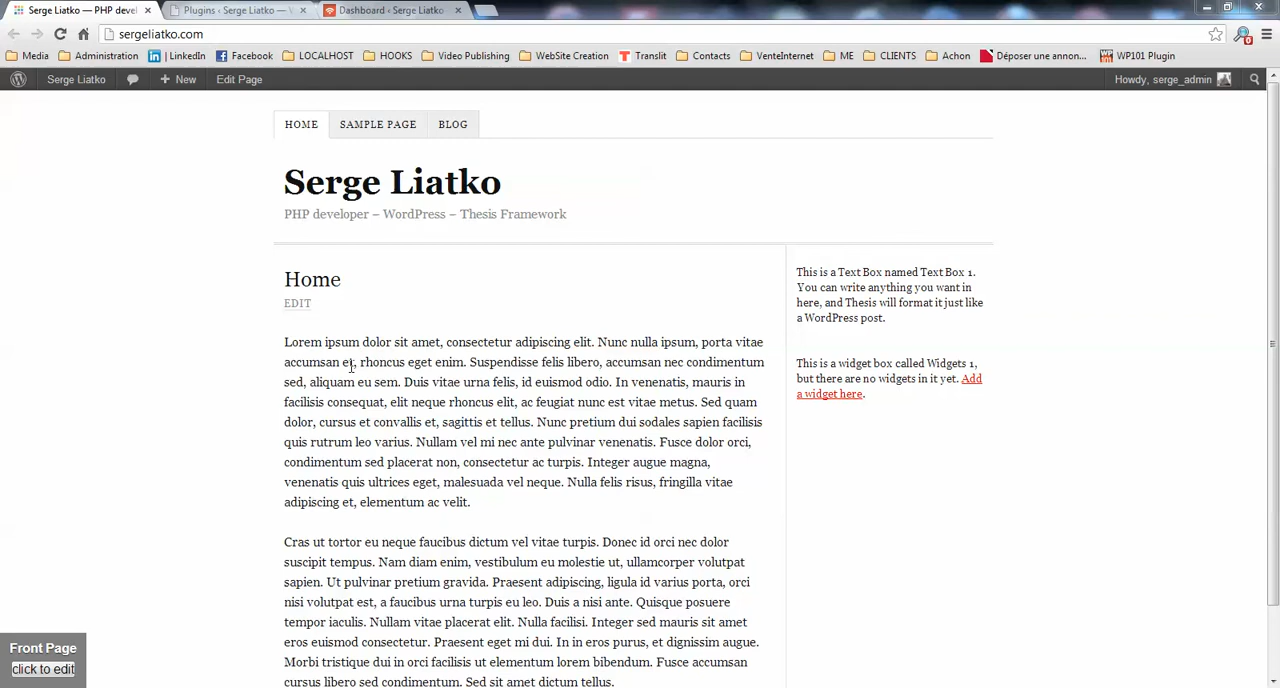 Serge Liatko — PHP devel
Plugins ‹ Serge Liatko —
Dashboard ‹ Serge Liatko
sergeliatko.com
Media Administration LinkedIn Facebook LOCALHOST HOOKS Video Publishing WebSite Creation Translit Contacts VenteInternet ME CLIENTS Achon Déposer une annon... WP101 Plugin
Serge Liatko + New Edit Page Howdy, serge_admin
HOME SAMPLE PAGE BLOG
Serge Liatko
PHP developer – WordPress – Thesis Framework
Home
EDIT
Lorem ipsum dolor sit amet, consectetur adipiscing elit. Nunc nulla ipsum, porta vitae
accumsan et, rhoncus eget enim. Suspendisse felis libero, accumsan nec condimentum
sed, aliquam eu sem. Duis vitae urna felis, id euismod odio. In venenatis, mauris in
facilisis consequat, elit neque rhoncus elit, ac feugiat nunc est vitae metus. Sed quam
dolor, cursus et convallis et, sagittis et tellus. Nunc pretium dui sodales sapien facilisis
quis rutrum leo varius. Nullam vel mi nec ante pulvinar venenatis. Fusce dolor orci,
condimentum sed placerat non, consectetur ac turpis. Integer augue magna,
venenatis quis ultrices eget, malesuada vel neque. Nulla felis risus, fringilla vitae
adipiscing et, elementum ac velit.
Cras ut tortor eu neque faucibus dictum vel vitae turpis. Donec id orci nec dolor
suscipit tempus. Nam diam enim, vestibulum eu molestie ut, ullamcorper volutpat
sapien. Ut pulvinar pretium gravida. Praesent adipiscing, ligula id varius porta, orci
nisi volutpat est, a faucibus urna turpis eu leo. Duis a nisi ante. Quisque posuere
tempor iaculis. Nullam vitae placerat elit. Nulla facilisi. Integer sed mauris sit amet
eros euismod consectetur. Praesent eget mi dui. In in eros purus, et dignissim augue.
Morbi tristique dui in orci facilisis ut elementum lorem bibendum. Fusce accumsan
cursus libero sed condimentum. Sed sit amet dictum tellus.
This is a Text Box named Text Box 1.
You can write anything you want in
here, and Thesis will format it just like
a WordPress post.
This is a widget box called Widgets 1,
but there are no widgets in it yet. Add
a widget here.
Front Page
click to edit